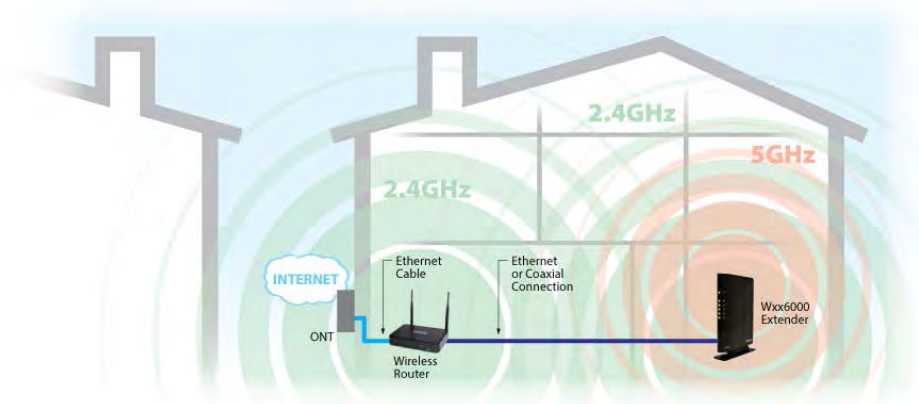 2.4GHz
5GHz
2.4GHz
INTERNET
Ethernet
Cable
Ethernet
or Coaxial
Connection
Wxx6000
Extender
ONT
Wireless
Router